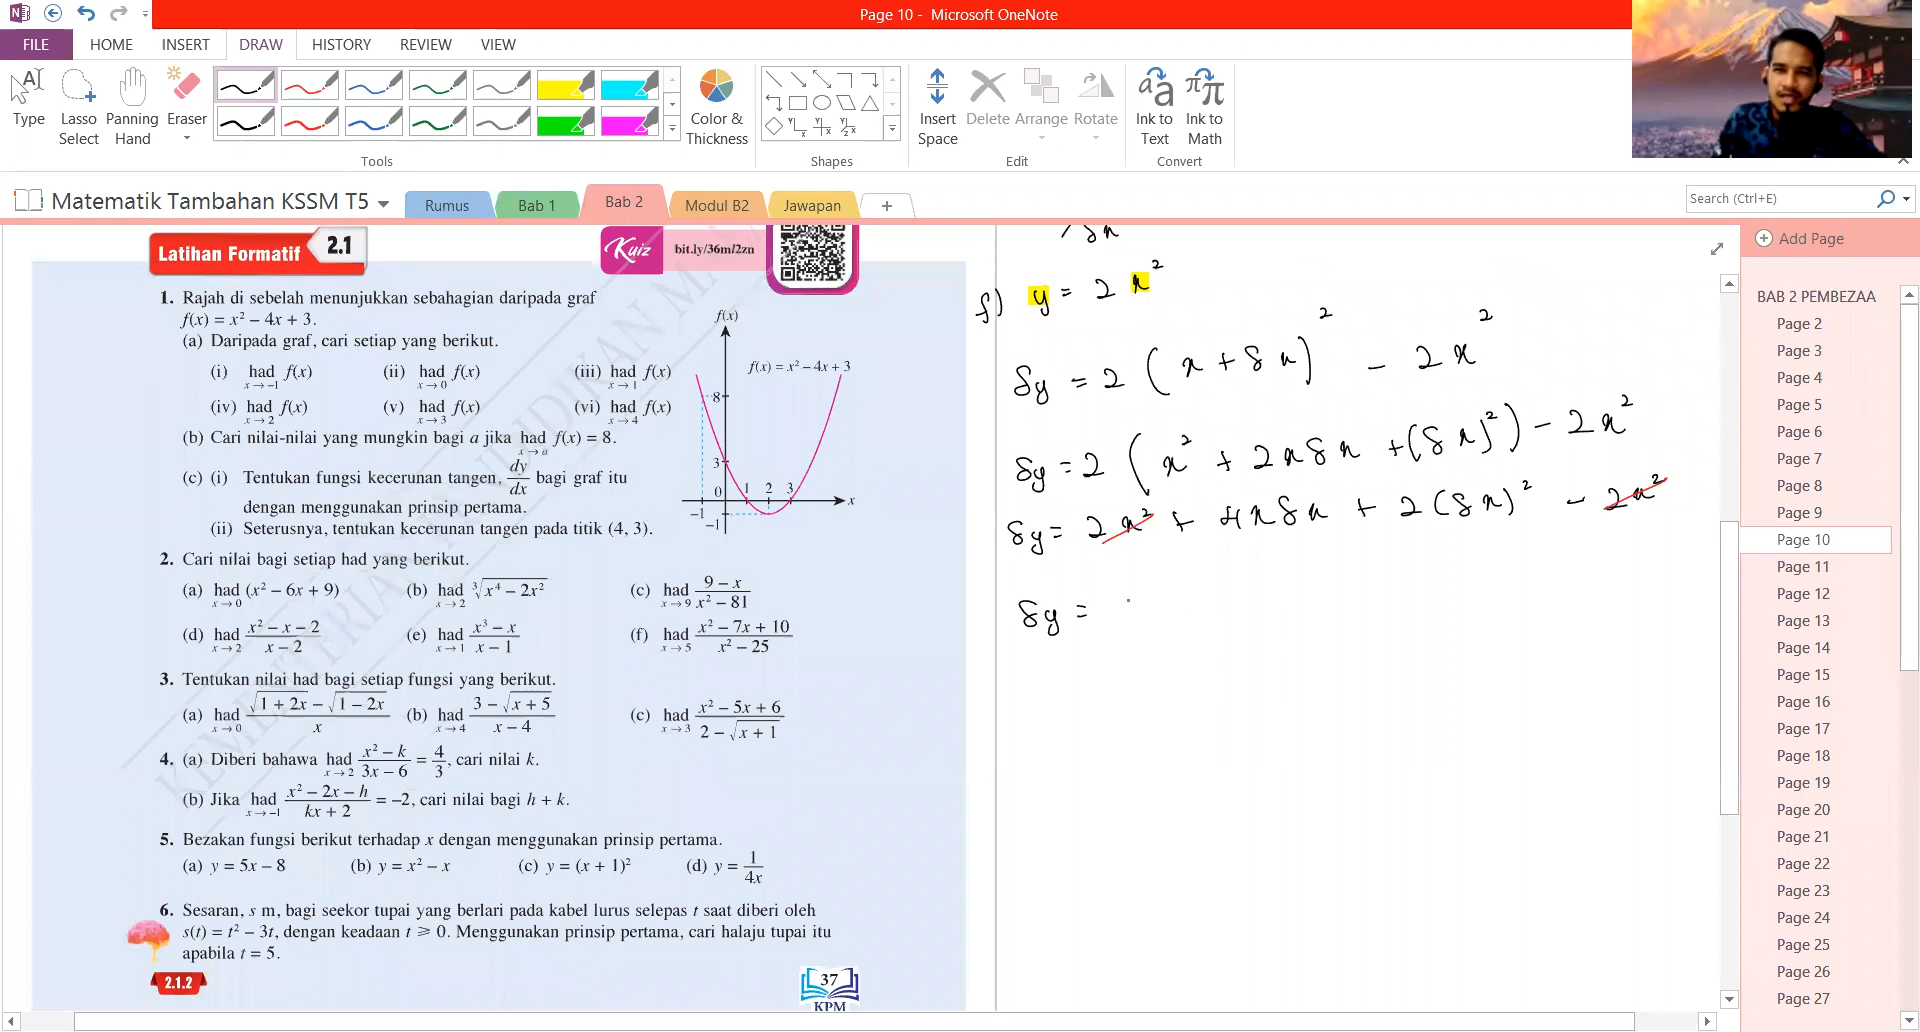 Page 10 - Microsoft OneNote
FILE HOME INSERT DRAW HISTORY REVIEW VIEW
Type
Lasso Select
Panning Hand
Eraser
Color & Thickness
Insert Space
Delete
Arrange
Rotate
Ink to Text
Ink to Math
Tools Shapes Edit Convert
Matematik Tambahan KSSM T5
Rumus Bab 1 Bab 2 Modul B2 Jawapan +
Search (Ctrl+E)
Latihan Formatif 2.1
Kuiz bit.ly/36ml2zn
1. Rajah di sebelah menunjukkan sebahagian daripada graf
f(x) = x² – 4x + 3.
(a) Daripada graf, cari setiap yang berikut.
(i) had x→–1 f(x) (ii) had x→0 f(x) (iii) had x→1 f(x)
(iv) had x→2 f(x) (v) had x→3 f(x) (vi) had x→4 f(x)
(b) Cari nilai-nilai yang mungkin bagi a jika had x→a f(x) = 8.
(c) (i) Tentukan fungsi kecerunan tangen, dy/dx bagi graf itu
dengan menggunakan prinsip pertama.
(ii) Seterusnya, tentukan kecerunan tangen pada titik (4, 3).
f(x)
f(x) = x² – 4x + 3
8
3
0 1 2 3 x
–1
–1
2. Cari nilai bagi setiap had yang berikut.
(a) had x→0 (x² – 6x + 9) (b) had x→2 ³√(x⁴ – 2x²) (c) had x→9 (9 – x)/(x² – 81)
(d) had x→2 (x² – x – 2)/(x – 2) (e) had x→1 (x³ – x)/(x – 1) (f) had x→5 (x² – 7x + 10)/(x² – 25)
3. Tentukan nilai had bagi setiap fungsi yang berikut.
(a) had x→0 (√(1 + 2x) – √(1 – 2x))/x (b) had x→4 (3 – √(x + 5))/(x – 4) (c) had x→3 (x² – 5x + 6)/(2 – √(x + 1))
4. (a) Diberi bahawa had x→2 (x² – k)/(3x – 6) = 4/3, cari nilai k.
(b) Jika had x→–1 (x² – 2x – h)/(kx + 2) = –2, cari nilai bagi h + k.
5. Bezakan fungsi berikut terhadap x dengan menggunakan prinsip pertama.
(a) y = 5x – 8 (b) y = x² – x (c) y = (x + 1)² (d) y = 1/4x
6. Sesaran, s m, bagi seekor tupai yang berlari pada kabel lurus selepas t saat diberi oleh
s(t) = t² – 3t, dengan keadaan t ⩾ 0. Menggunakan prinsip pertama, cari halaju tupai itu
apabila t = 5.
2.1.2
37
KPM
δx
f) y = 2x²
δy = 2(x + δx)² – 2x²
δy = 2(x² + 2xδx + (δx)²) – 2x²
δy = 2x² + 4xδx + 2(δx)² – 2x²
δy =
Add Page
BAB 2 PEMBEZAA
Page 2
Page 3
Page 4
Page 5
Page 6
Page 7
Page 8
Page 9
Page 10
Page 11
Page 12
Page 13
Page 14
Page 15
Page 16
Page 17
Page 18
Page 19
Page 20
Page 21
Page 22
Page 23
Page 24
Page 25
Page 26
Page 27